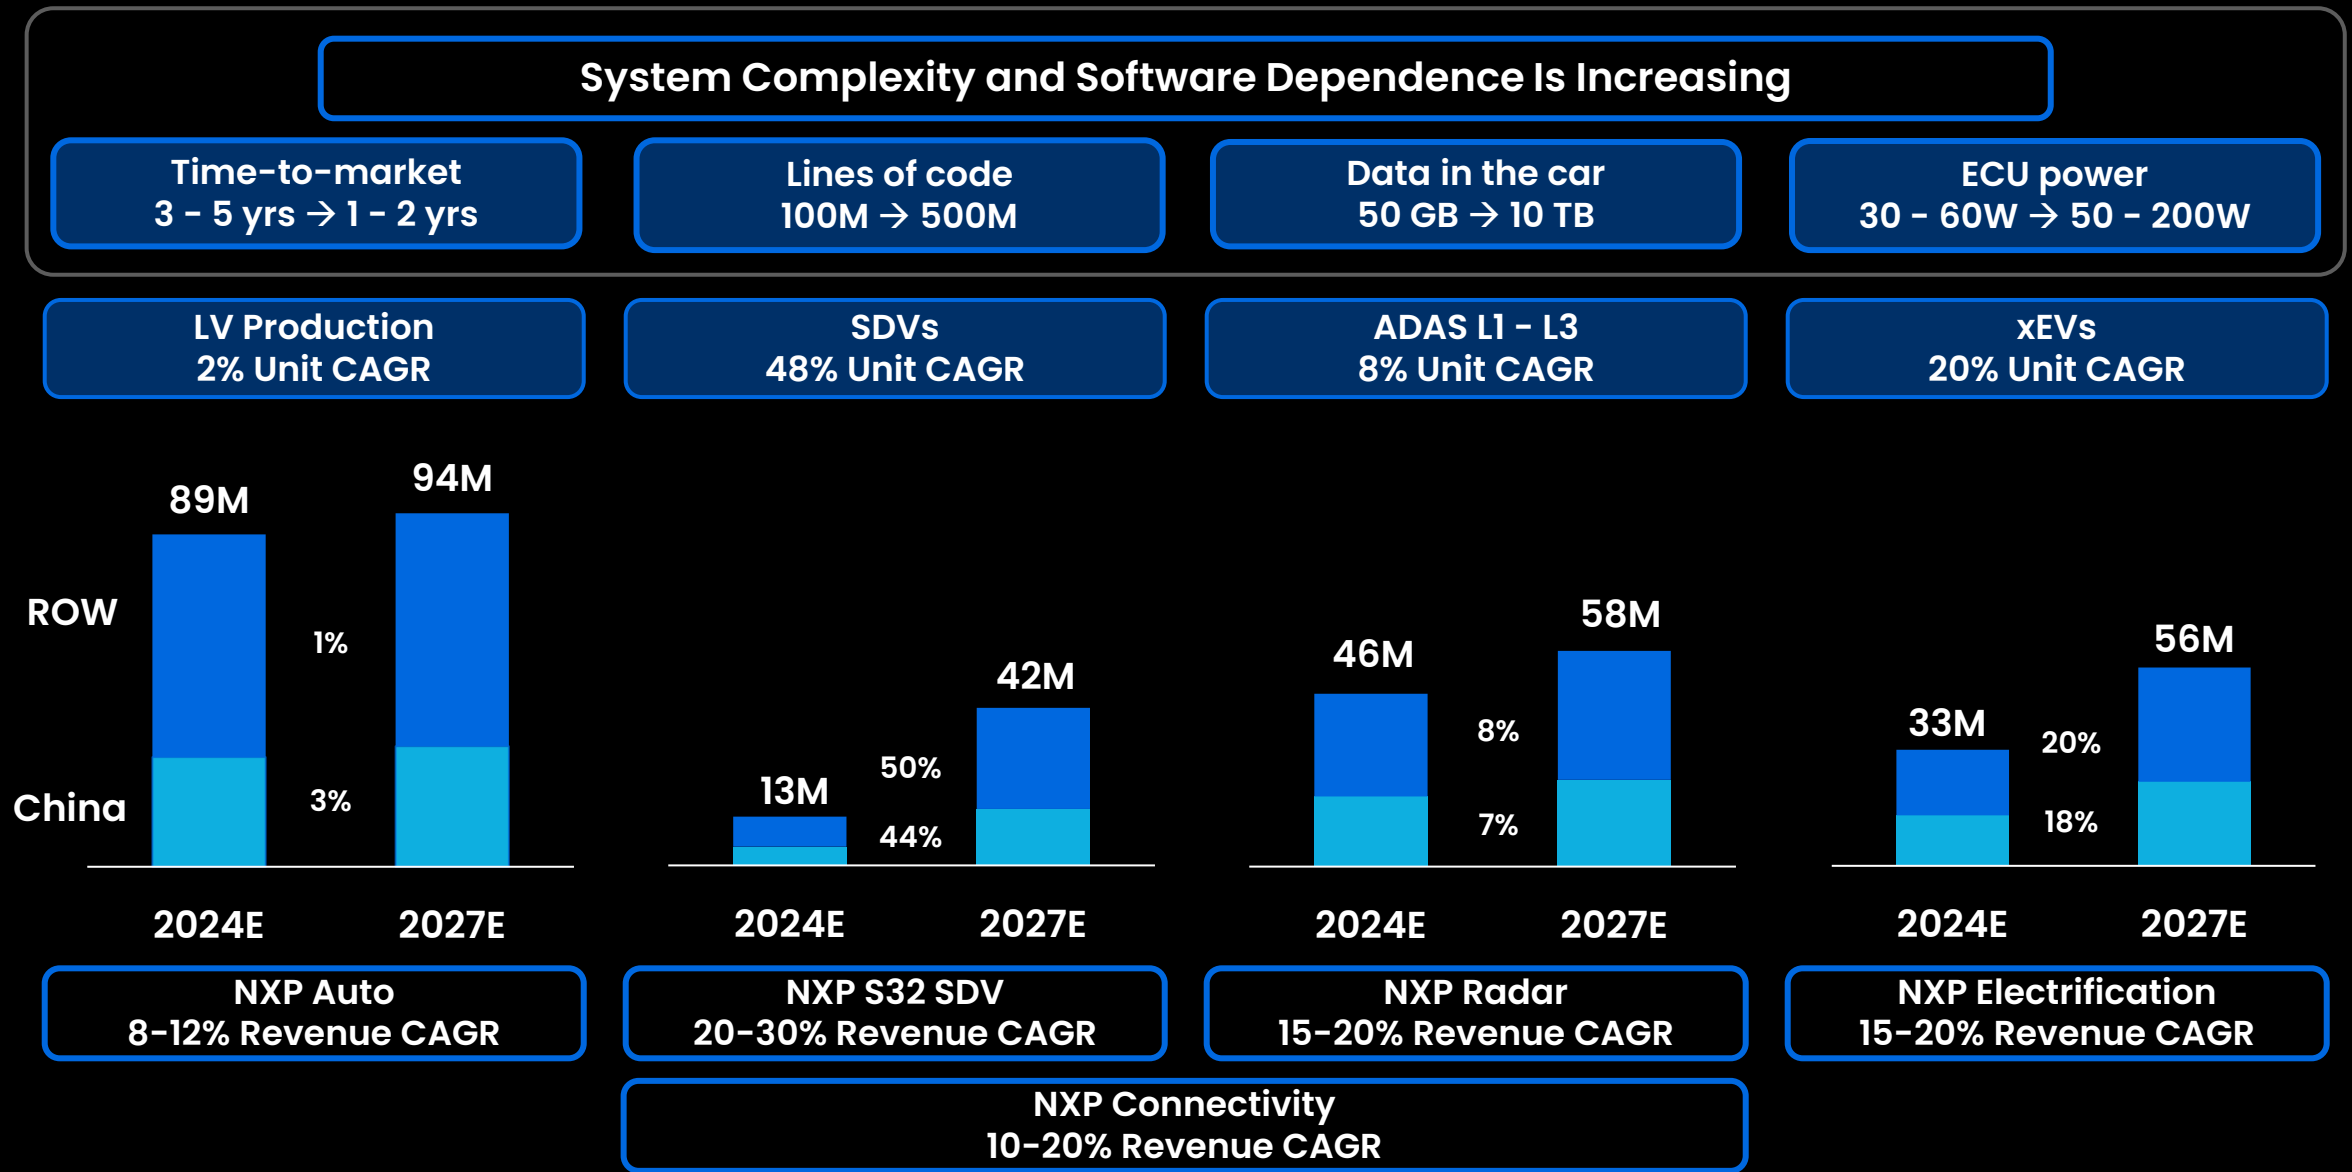 System Complexity and Software Dependence Is Increasing
Time-to-market
3 - 5 yrs → 1 - 2 yrs
Lines of code
100M → 500M
Data in the car
50 GB → 10 TB
ECU power
30 - 60W → 50 - 200W
LV Production
2% Unit CAGR
SDVs
48% Unit CAGR
ADAS L1 - L3
8% Unit CAGR
xEVs
20% Unit CAGR
ROW
China
89M
94M
1%
3%
2024E
2027E
13M
42M
50%
44%
2024E
2027E
46M
58M
8%
7%
2024E
2027E
33M
56M
20%
18%
2024E
2027E
NXP Auto
8-12% Revenue CAGR
NXP S32 SDV
20-30% Revenue CAGR
NXP Radar
15-20% Revenue CAGR
NXP Electrification
15-20% Revenue CAGR
NXP Connectivity
10-20% Revenue CAGR